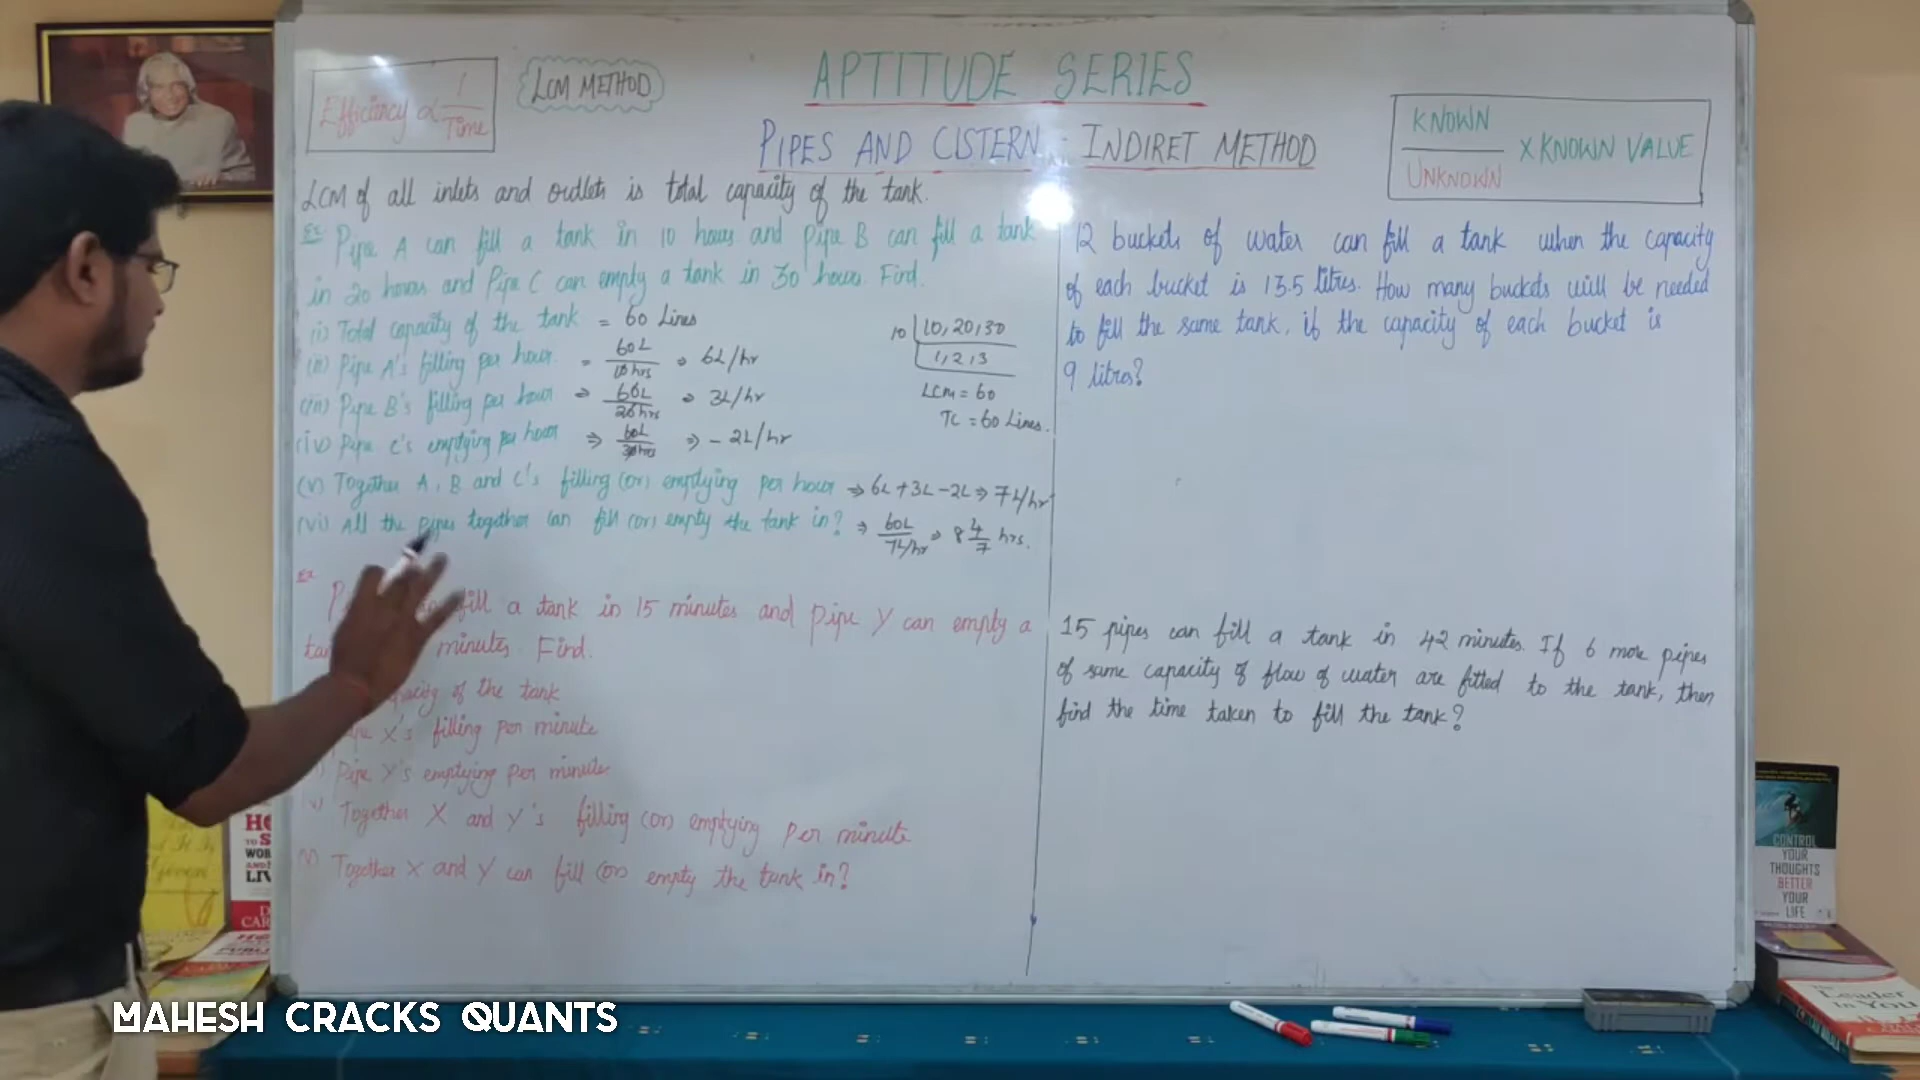 APTITUDE SERIES
LCM METHOD
Efficiency ∝ 1/Time
PIPES AND CISTERN : INDIRET METHOD
KNOWN
UNKNOWN
X KNOWN VALUE
LCM of all inlets and outlets is total capacity of the tank.
Ex Pipe A can fill a tank in 10 hours and pipe B can fill a tank
in 20 hours and Pipe C can empty a tank in 30 hours. Find.
(i) Total capacity of the tank = 60 Litres
(ii) Pipe A's filling per hour. = 60L/10hrs ⇒ 6L/hr
(iii) Pipe B's filling per hour ⇒ 60L/20hrs ⇒ 3L/hr
(iv) Pipe C's emptying per hour ⇒ 60L/30hrs ⇒ -2L/hr
(v) Together A, B and C's filling (or) emptying per hour ⇒ 6L+3L-2L ⇒ 7L/hr
(vi) All the pipes together can fill (or) empty the tank in? ⇒ 60L/7L/hr ⇒ 8 4/7 hrs.
10 | 10, 20, 30
1, 2, 3
LCM = 60
TC = 60 Litres.
Ex
fill a tank in 15 minutes and pipe Y can empty a
minutes. Find.
of the tank
X's filling per minute
Pipe Y's emptying per minute
Together X and Y's filling (or) emptying per minute
Together X and Y can fill (or) empty the tank in?
12 buckets of water can fill a tank when the capacity
of each bucket is 13.5 litres. How many buckets will be needed
to fill the same tank, if the capacity of each bucket is
9 litres?
15 pipes can fill a tank in 42 minutes. If 6 more pipes
of same capacity of flow of water are fitted to the tank, then
find the time taken to fill the tank?
CONTROL
YOUR
THOUGHTS
BETTER
YOUR
LIFE
The
Leader
in You
MAHESH CRACKS QUANTS